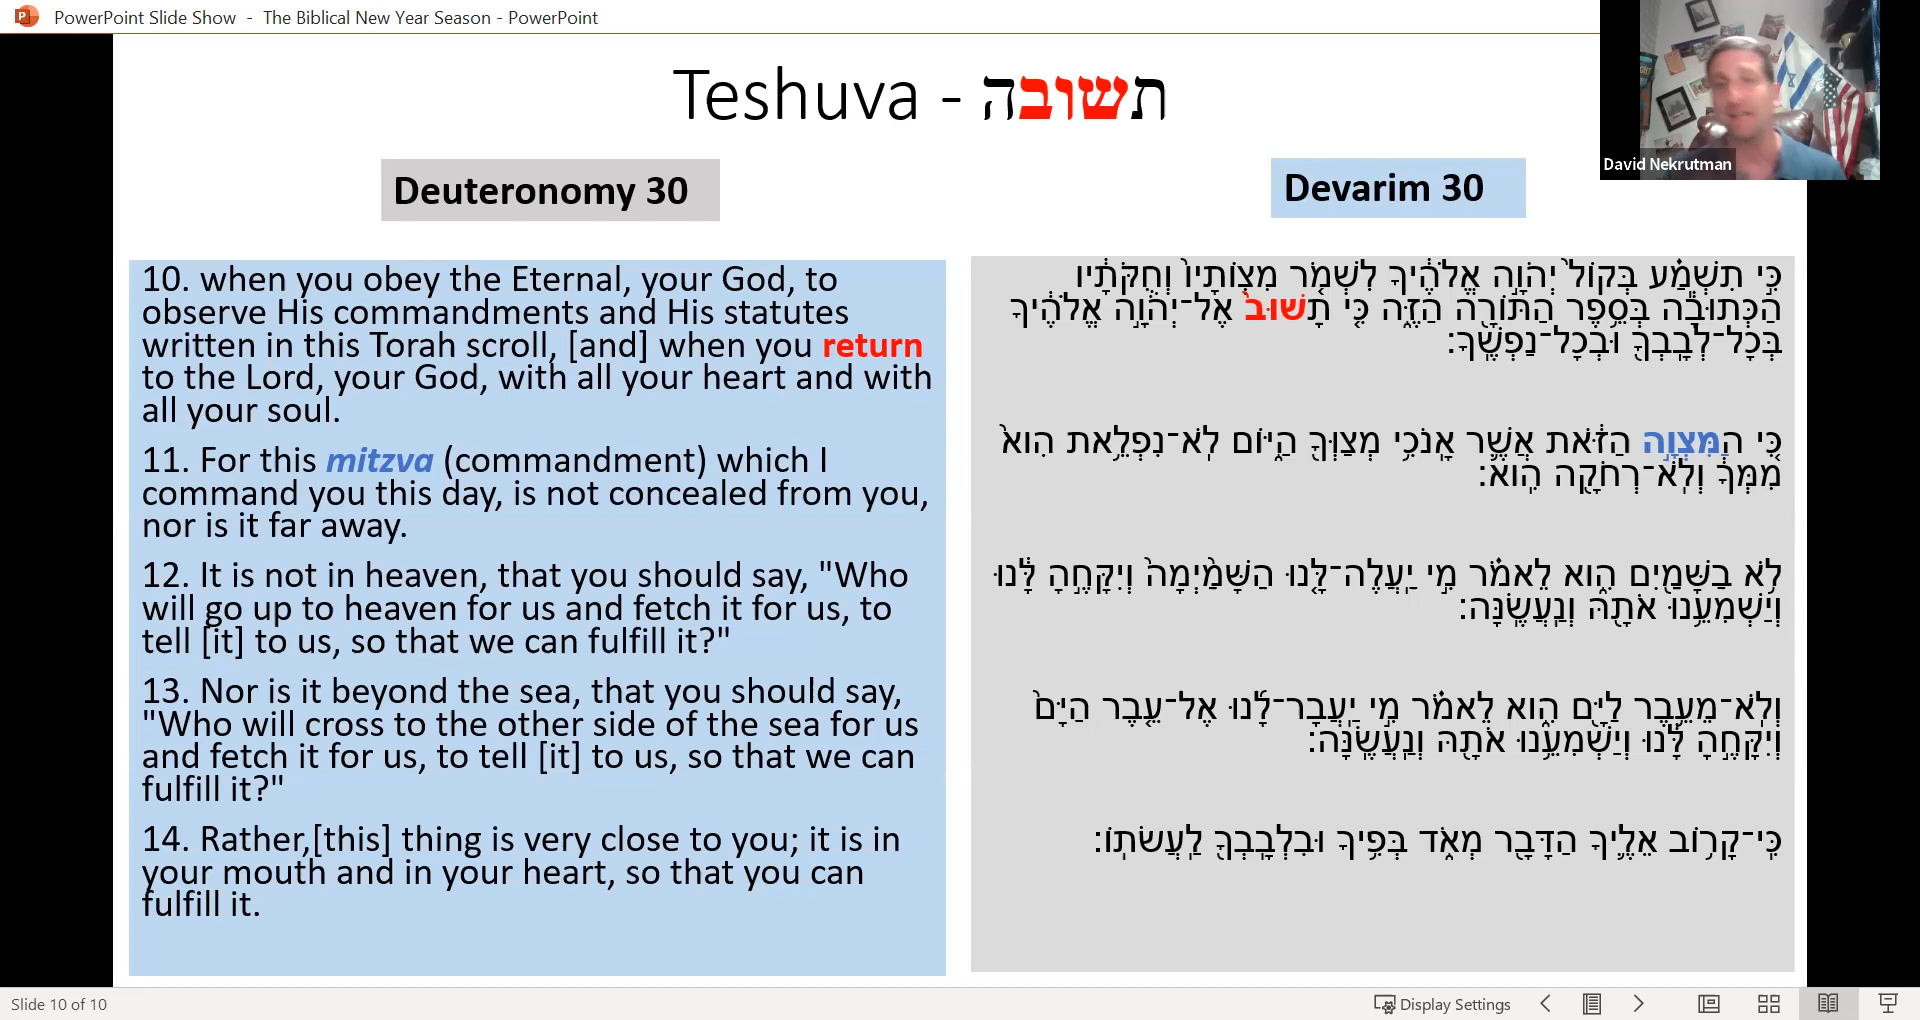 PowerPoint Slide Show - The Biblical New Year Season - PowerPoint
David Nekrutman
Teshuva - תשובה
Deuteronomy 30
Devarim 30
10. when you obey the Eternal, your God, to
observe His commandments and His statutes
written in this Torah scroll, [and] when you return
to the Lord, your God, with all your heart and with
all your soul.
11. For this mitzva (commandment) which I
command you this day, is not concealed from you,
nor is it far away.
12. It is not in heaven, that you should say, "Who
will go up to heaven for us and fetch it for us, to
tell [it] to us, so that we can fulfill it?"
13. Nor is it beyond the sea, that you should say,
"Who will cross to the other side of the sea for us
and fetch it for us, to tell [it] to us, so that we can
fulfill it?"
14. Rather,[this] thing is very close to you; it is in
your mouth and in your heart, so that you can
fulfill it.
כִּ֣י תִשְׁמַ֗ע בְּקוֹל֙ יְהֹוָ֣ה אֱלֹהֶ֔יךָ לִשְׁמֹ֤ר מִצְוֹתָיו֙ וְחֻקֹּתָ֔יו
הַכְּתוּבָ֕ה בְּסֵ֥פֶר הַתּוֹרָ֖ה הַזֶּ֑ה כִּ֤י תָשׁוּב֙ אֶל־יְהֹוָ֣ה אֱלֹהֶ֔יךָ
בְּכָל־לְבָֽבְךָ֖ וּבְכָל־נַפְשֶֽׁךָ:
כִּ֚י הַמִּצְוָ֣ה הַזֹּ֔את אֲשֶׁ֛ר אָֽנֹכִ֥י מְצַוְּךָ֖ הַיּ֑וֹם לֹֽא־נִפְלֵ֥את הִוא֙
מִמְּךָ֔ וְלֹֽא־רְחֹקָ֖ה הִֽוא:
לֹ֥א בַשָּׁמַ֖יִם הִ֑וא לֵאמֹ֗ר מִ֣י יַֽעֲלֶה־לָּ֤נוּ הַשָּׁמַ֨יְמָה֙ וְיִקָּחֶ֣הָ לָּ֔נוּ
וְיַשְׁמִעֵ֥נוּ אֹתָ֖הּ וְנַֽעֲשֶֽׂנָּה:
וְלֹֽא־מֵעֵ֥בֶר לַיָּ֖ם הִ֑וא לֵאמֹ֗ר מִ֣י יַֽעֲבָר־לָ֜נוּ אֶל־עֵ֤בֶר הַיָּם֙
וְיִקָּחֶ֣הָ לָּ֔נוּ וְיַשְׁמִעֵ֥נוּ אֹתָ֖הּ וְנַֽעֲשֶֽׂנָּה:
כִּֽי־קָר֥וֹב אֵלֶ֛יךָ הַדָּבָ֖ר מְאֹ֑ד בְּפִ֥יךָ וּבִלְבָֽבְךָ֖ לַֽעֲשׂתֽוֹ:
Slide 10 of 10
Display Settings